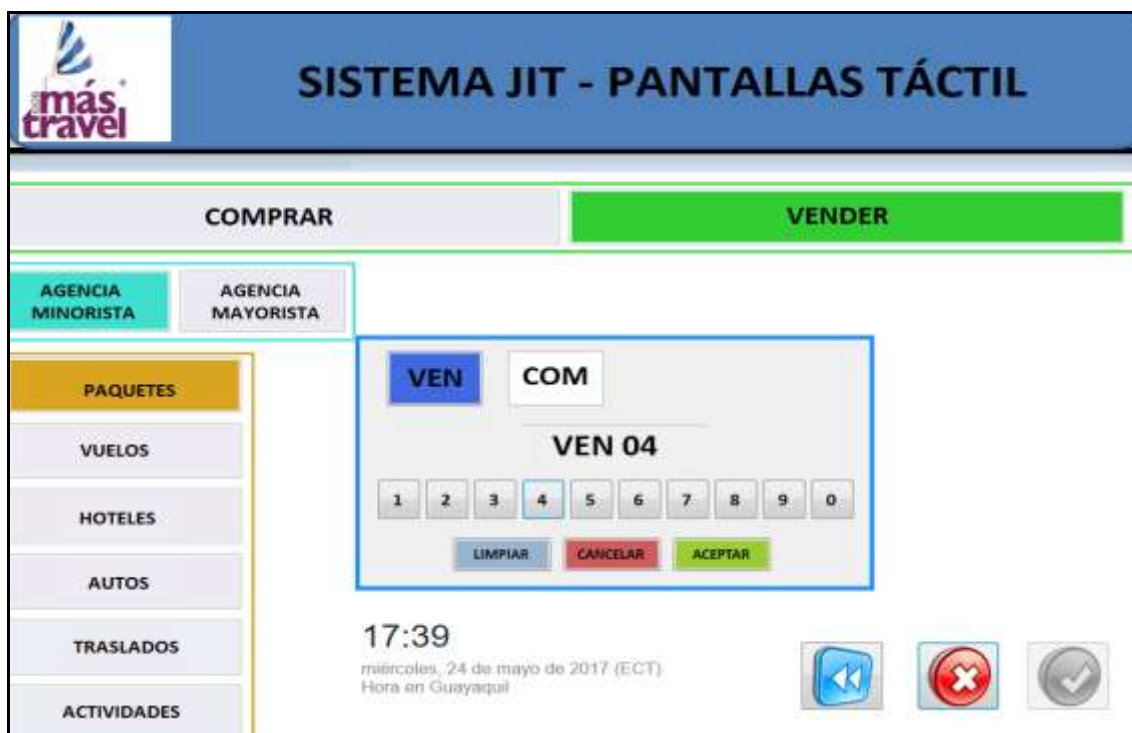 más
travel
SISTEMA JIT - PANTALLAS TÁCTIL
COMPRAR
VENDER
AGENCIA
MINORISTA
AGENCIA
MAYORISTA
PAQUETES
VUELOS
HOTELES
AUTOS
TRASLADOS
ACTIVIDADES
VEN COM
VEN 04
1 2 3 4 5 6 7 8 9 0
LIMPIAR CANCELAR ACEPTAR
17:39
miércoles, 24 de mayo de 2017 (ECT)
Hora en Guayaquil